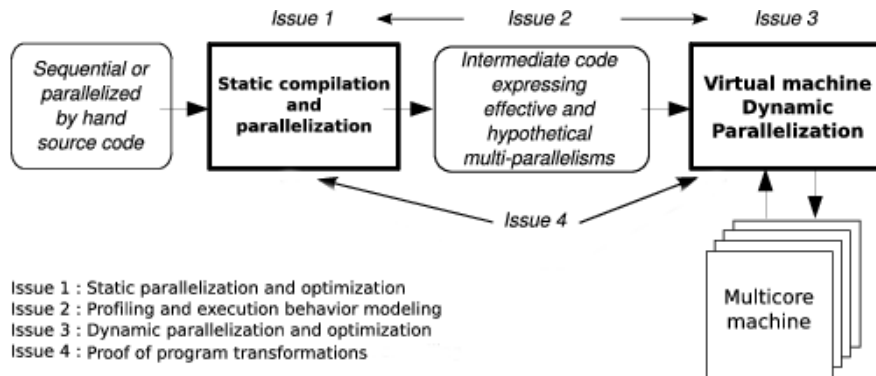 Issue 1
Issue 2
Issue 3
Sequential or
parallelized
by hand
source code
Static compilation
and
parallelization
Intermediate code
expressing
effective and
hypothetical
multi-parallelisms
Virtual machine
Dynamic
Parallelization
Issue 4
Multicore
machine
Issue 1 : Static parallelization and optimization
Issue 2 : Profiling and execution behavior modeling
Issue 3 : Dynamic parallelization and optimization
Issue 4 : Proof of program transformations